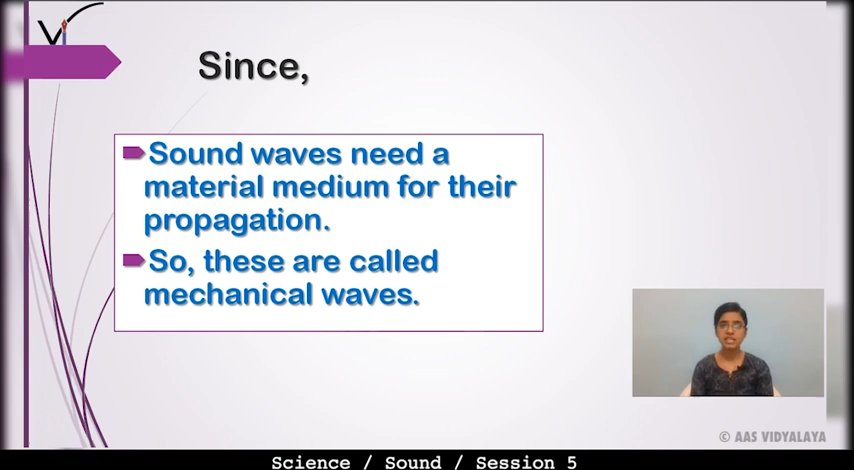 Vi
Since,
Sound waves need a
material medium for their
propagation.
So, these are called
mechanical waves.
© AAS VIDYALAYA
Science / Sound / Session 5